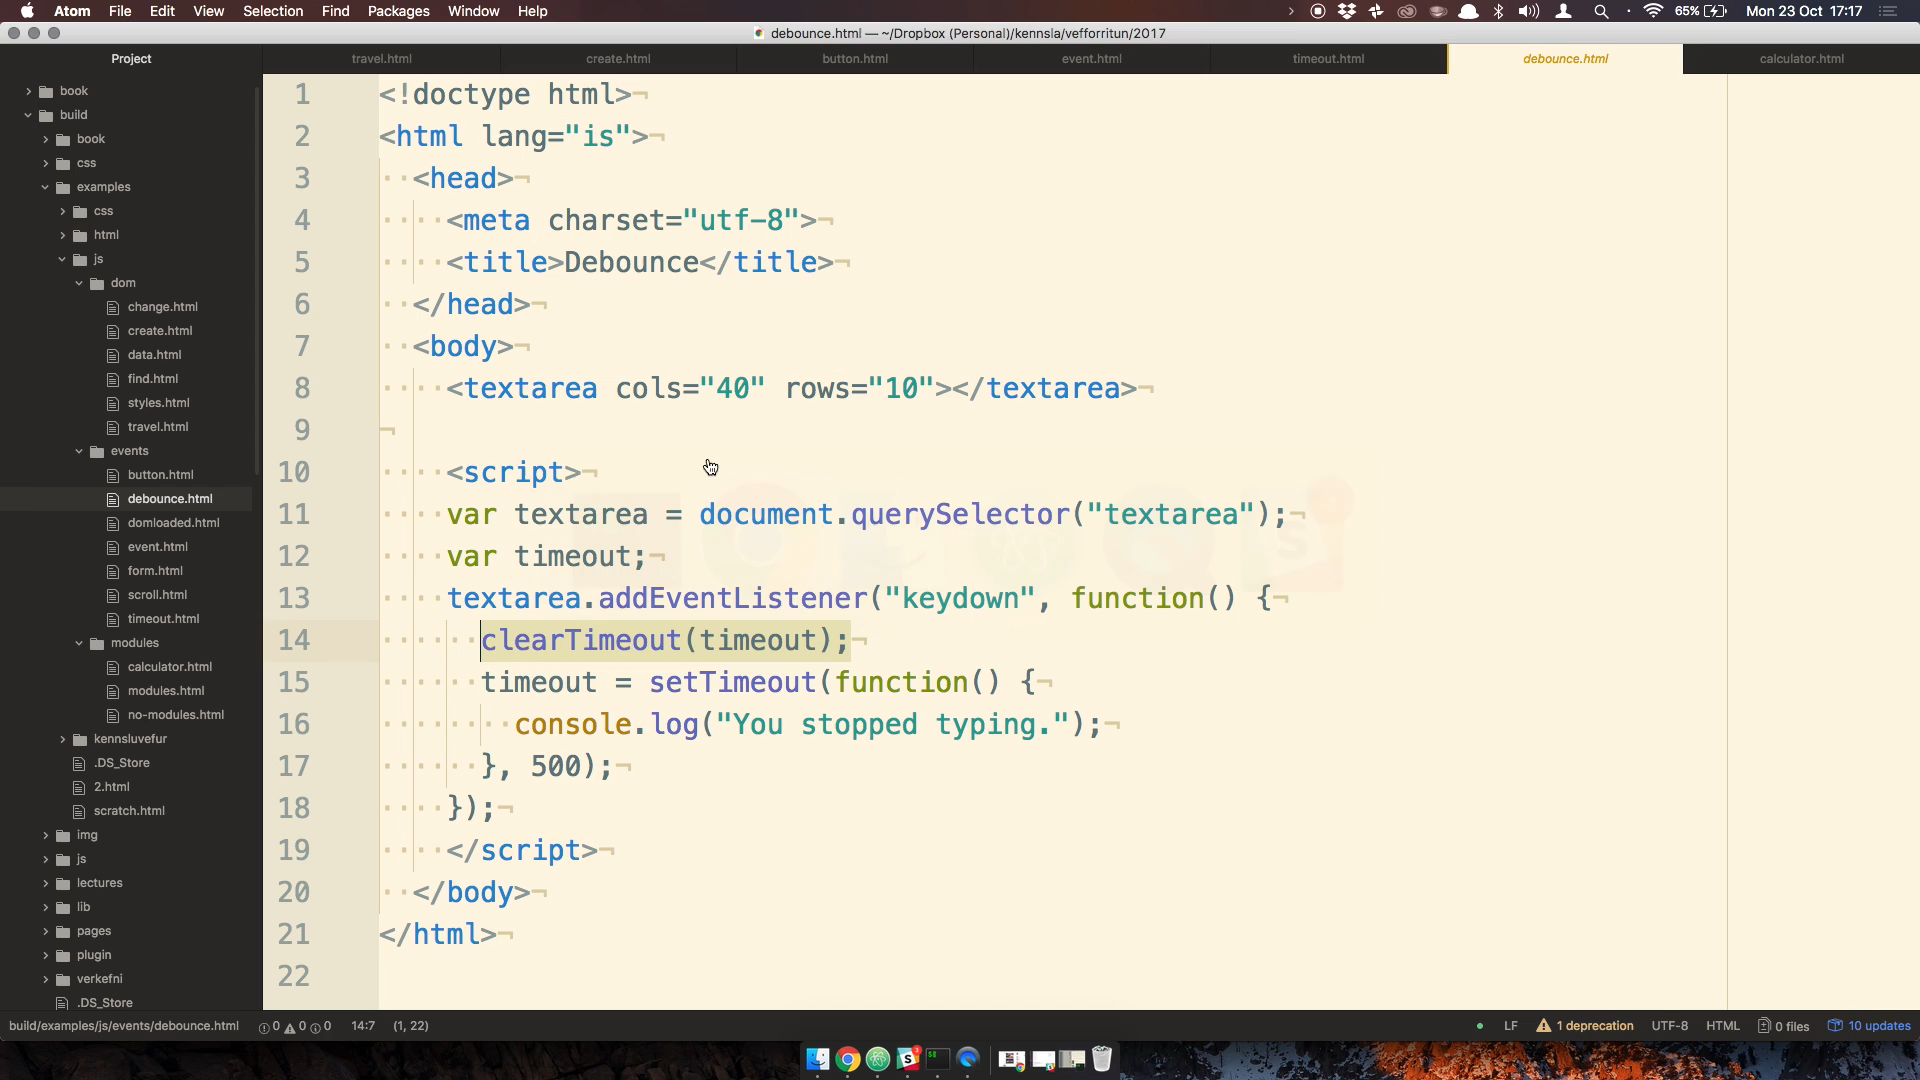 Atom File Edit View Selection Find Packages Window Help
65% Mon 23 Oct 17:17
debounce.html — ~/Dropbox (Personal)/kennsla/vefforritun/2017
Project
travel.html create.html button.html event.html timeout.html debounce.html calculator.html
book
build
book
css
examples
css
html
js
dom
change.html
create.html
data.html
find.html
styles.html
travel.html
events
button.html
debounce.html
domloaded.html
event.html
form.html
scroll.html
timeout.html
modules
calculator.html
modules.html
no-modules.html
kennsluvefur
.DS_Store
2.html
scratch.html
img
js
lectures
lib
pages
plugin
verkefni
.DS_Store
1 <!doctype html>¬
2 <html lang="is">¬
3 ··<head>¬
4 ····<meta charset="utf-8">¬
5 ····<title>Debounce</title>¬
6 ··</head>¬
7 ··<body>¬
8 ····<textarea cols="40" rows="10"></textarea>¬
9 ¬
10 ····<script>¬
11 ····var textarea = document.querySelector("textarea");¬
12 ····var timeout;¬
13 ····textarea.addEventListener("keydown", function() {¬
14 ······clearTimeout(timeout);¬
15 ······timeout = setTimeout(function() {¬
16 ········console.log("You stopped typing.");¬
17 ······}, 500);¬
18 ····});¬
19 ····</script>¬
20 ··</body>¬
21 </html>¬
22
build/examples/js/events/debounce.html 0 0 0 14:7 (1, 22)
LF 1 deprecation UTF-8 HTML 0 files 10 updates